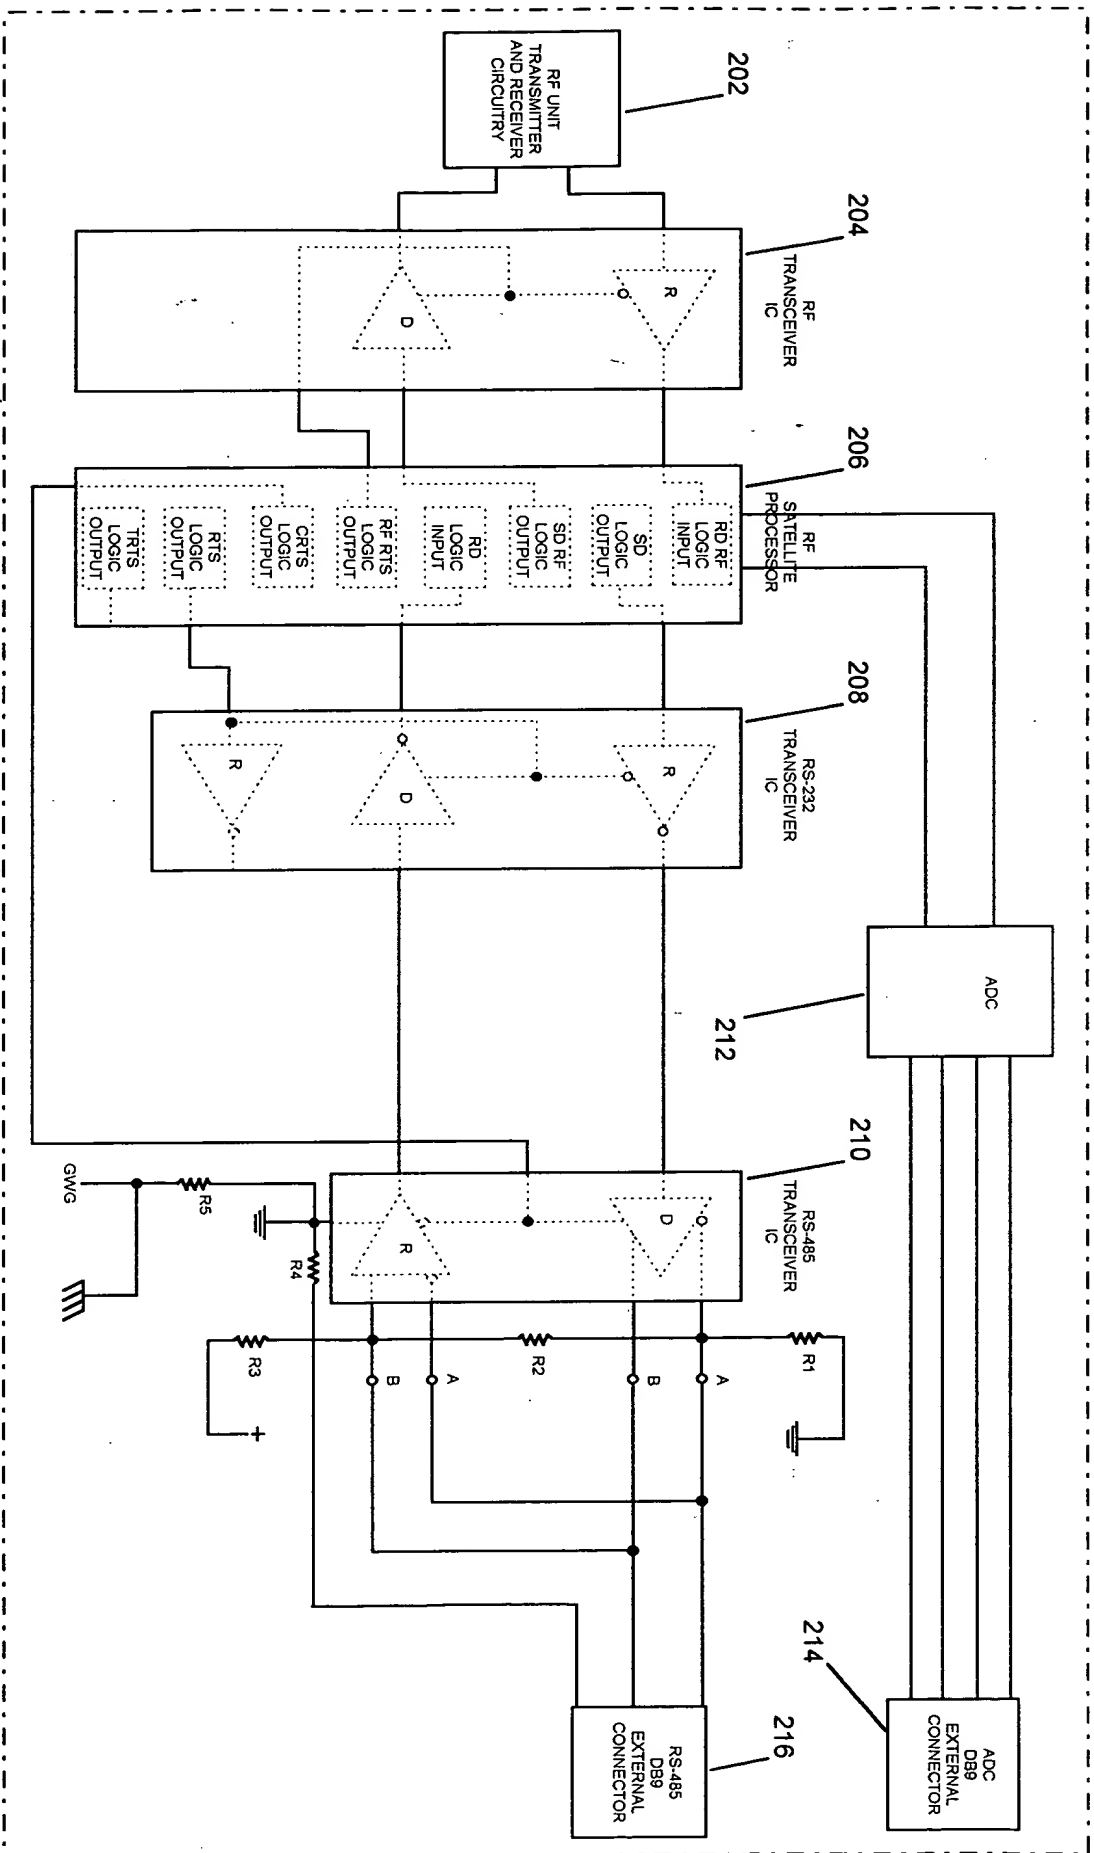 202
RF UNIT
TRANSMITTER
AND RECEIVER
CIRCUITRY
204
RF
TRANSCEIVER
IC
R
D
206
RF
SATELLITE
PROCESSOR
RD RF
LOGIC
INPUT
SD
LOGIC
OUTPUT
SD RF
LOGIC
OUTPUT
RD
LOGIC
INPUT
RF RTS
LOGIC
OUTPUT
CRTS
LOGIC
OUTPUT
RTS
LOGIC
OUTPUT
TRTS
LOGIC
OUTPUT
208
RS-232
TRANSCEIVER
IC
R
D
R
ADC
212
210
RS-485
TRANSCEIVER
IC
D
R
R1
R2
R3
R4
R5
GWG
A
B
A
B
+
214
ADC
DB9
EXTERNAL
CONNECTOR
216
RS-485
DB9
EXTERNAL
CONNECTOR